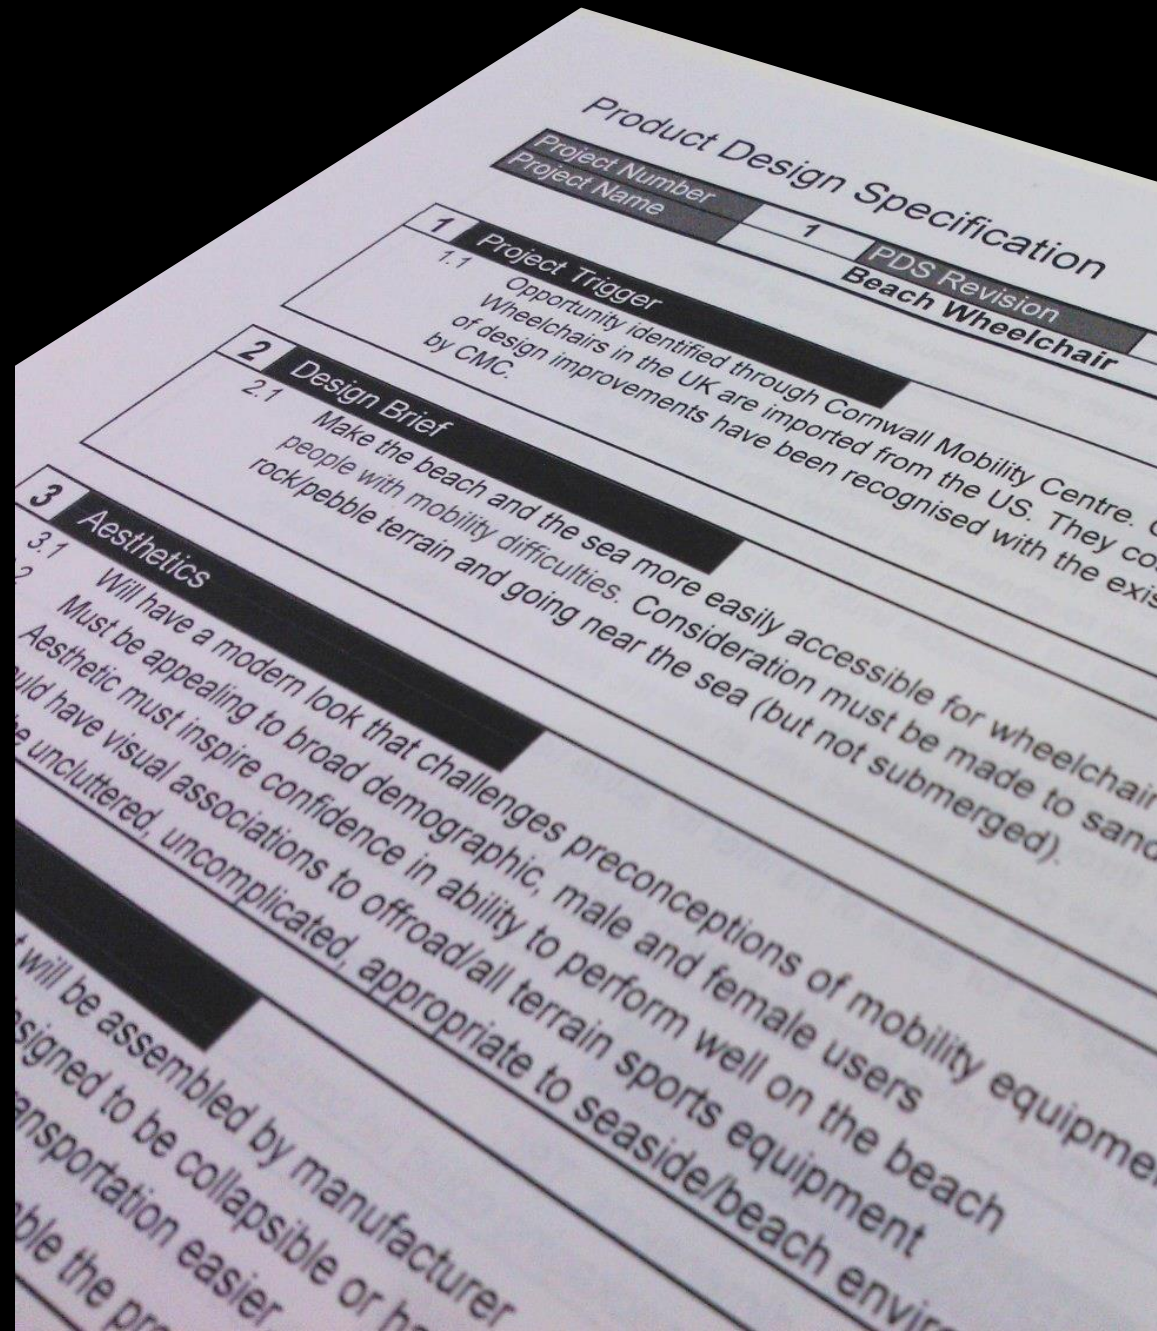 Product Design Specification
Project Number 1 PDS Revision
Project Name Beach Wheelchair
1 Project Trigger
1.1 Opportunity identified through Cornwall Mobility Centre.
Wheelchairs in the UK are imported from the US. They
of design improvements have been recognised with the
by CMC.
2 Design Brief
2.1 Make the beach and the sea more easily accessible for wheelchair
people with mobility difficulties. Consideration must be made to
rock/pebble terrain and going near the sea (but not submerged).
3 Aesthetics
3.1 Will have a modern look that challenges preconceptions of mobility
Must be appealing to broad demographic, male and female users
Aesthetic must inspire confidence in ability to perform well on the beach
have visual associations to offroad/all terrain sports equipment
uncluttered, uncomplicated, appropriate to seaside/beach
will be assembled by manufacturer
to be collapsible or
easier
the